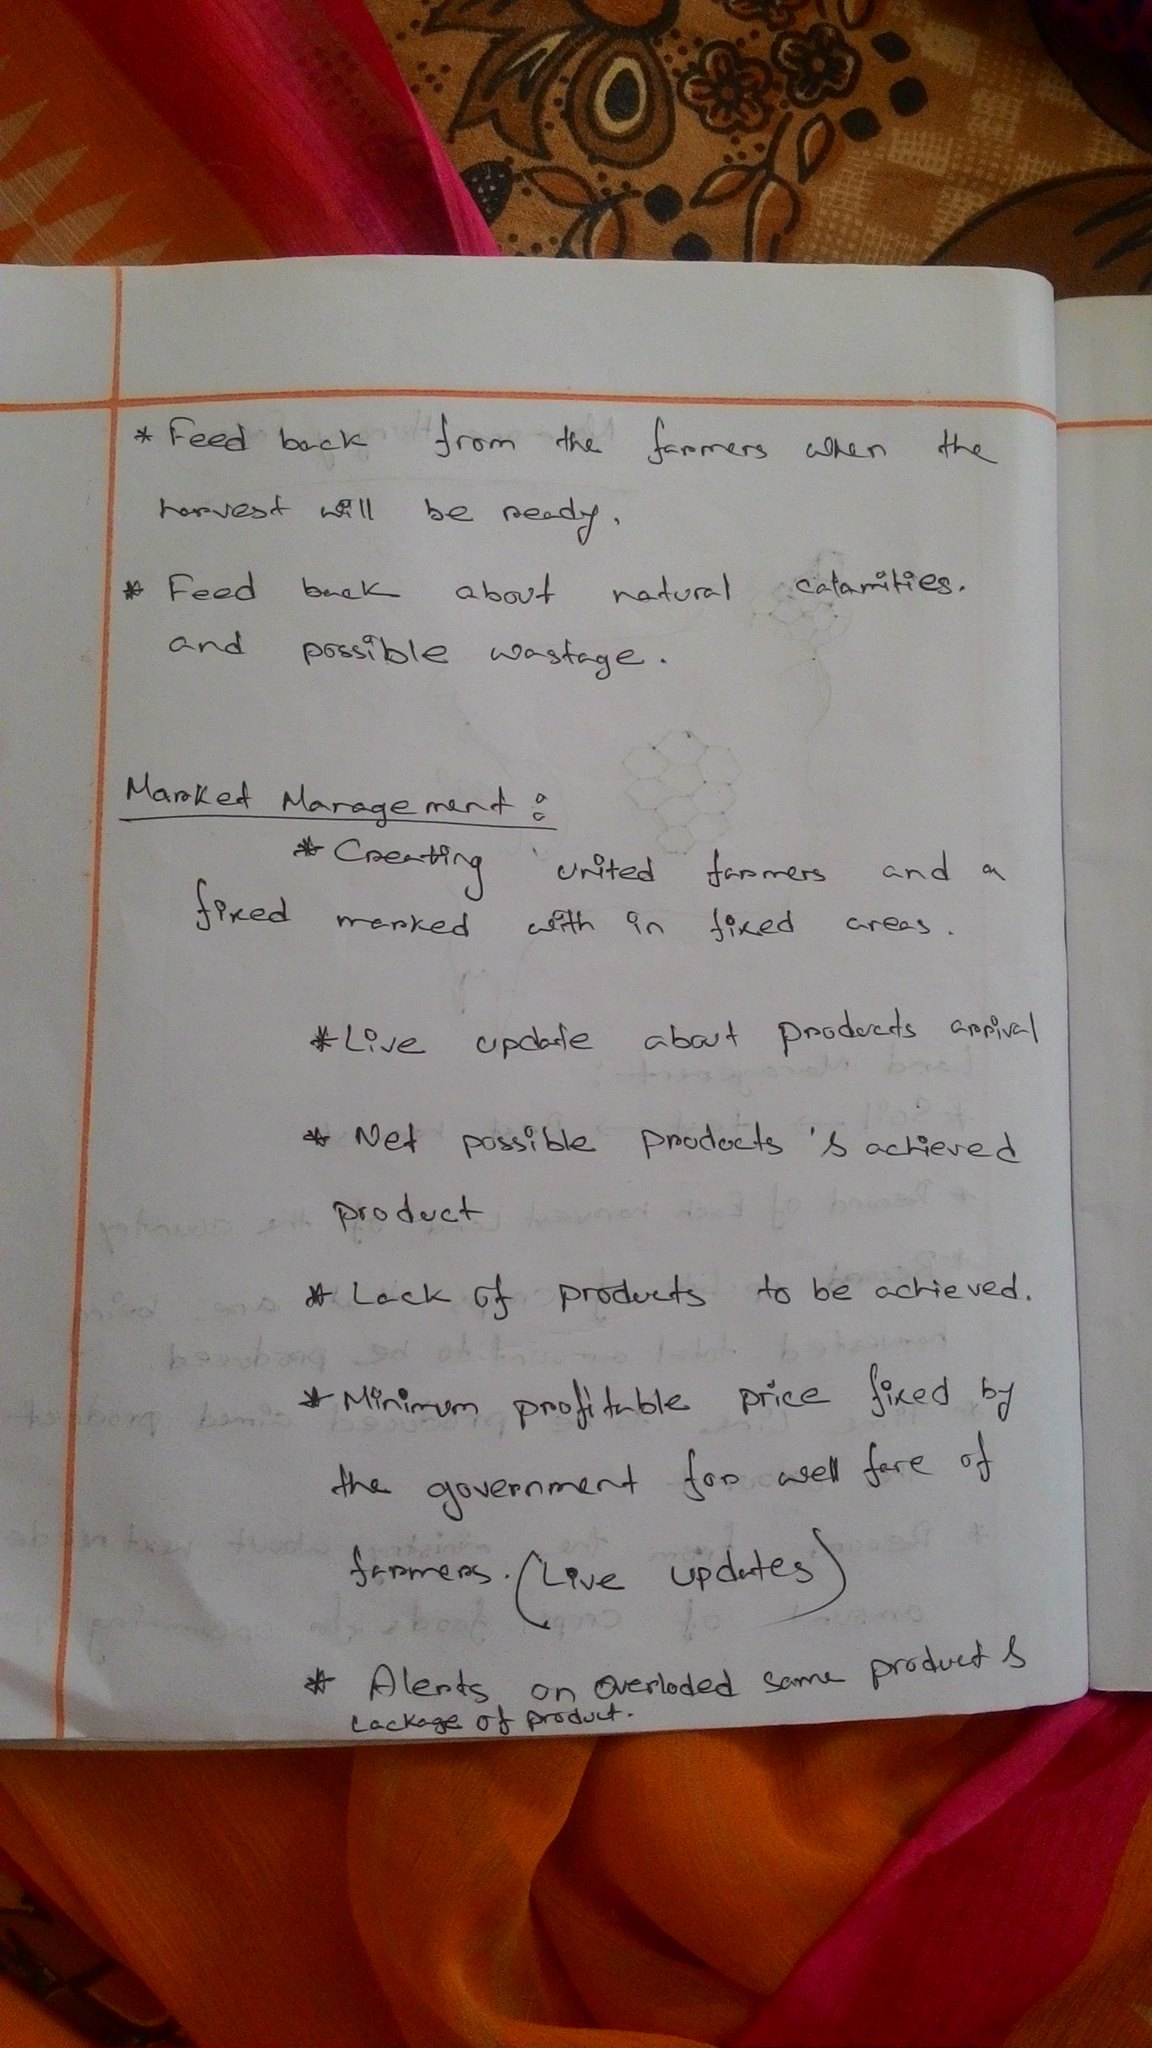 * Feed back from the farmers when the
harvest will be ready.
* Feed back about natural calamities.
and possible wastage.
Market Management :
* Creating united farmers and a
fixed marked with in fixed areas.
* Live update about products arrival
* Net possible products & achieved
product
* Lack of products to be achieved.
* Minimum profitable price fixed by
the government for well fare of
farmers. (Live updates)
* Alerts on overloded same product &
Lackage of product.